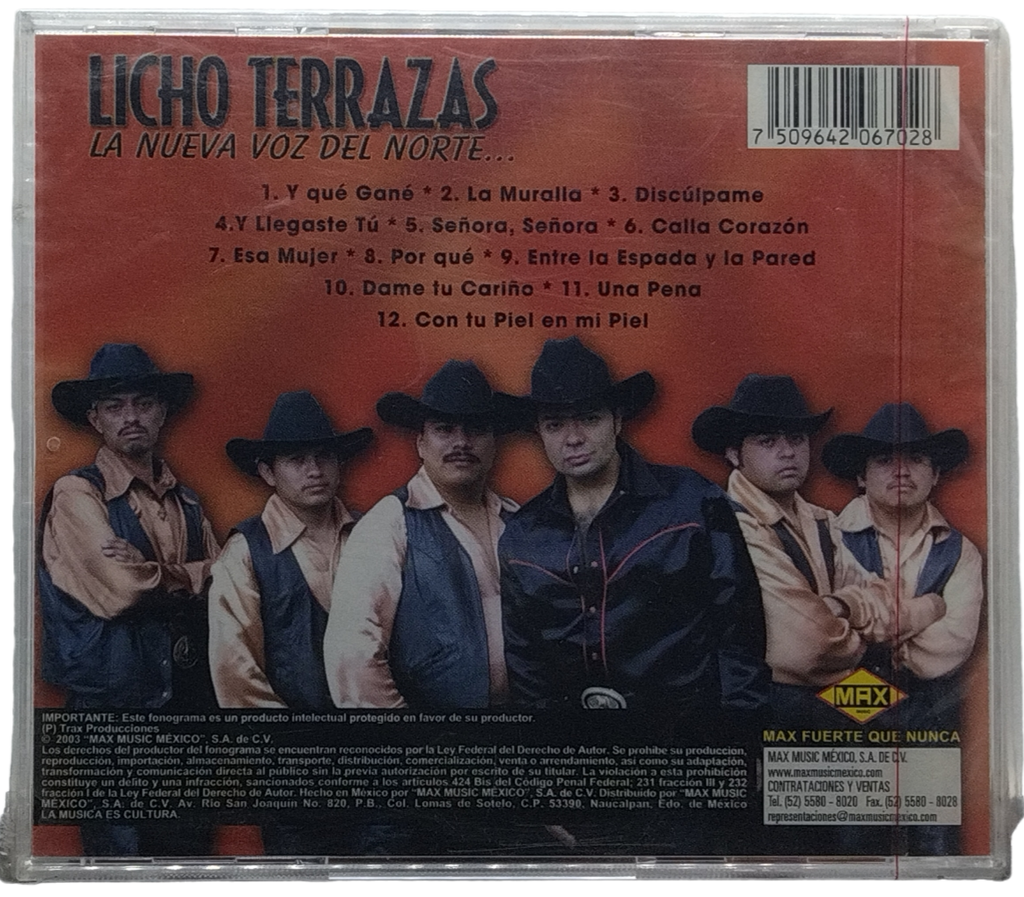 LICHO TERRAZAS
LA NUEVA VOZ DEL NORTE...
7 509642 067028
1. Y qué Gané * 2. La Muralla * 3. Discúlpame
4.Y Llegaste Tú * 5. Señora, Señora * 6. Calla Corazón
7. Esa Mujer * 8. Por qué * 9. Entre la Espada y la Pared
10. Dame tu Cariño * 11. Una Pena
12. Con tu Piel en mi Piel
IMPORTANTE: Este fonograma es un producto intelectual protegido en favor de su productor.
(P) Trax Producciones
© 2003 "MAX MUSIC MÉXICO", S.A. de C.V.
Los derechos del productor del fonograma se encuentran reconocidos por la Ley Federal del Derecho de Autor. Se prohibe su producción,
reproducción, importación, almacenamiento, transporte, distribución, comercialización, venta o arrendamiento, así como su adaptación,
transformación y comunicación directa al público sin la previa autorización por escrito de su titular. La violación a esta prohibición
constituye un delito y una infracción, sancionados conforme a los artículos 424 Bis del Código Penal Federal; 231 fracción III y 232
fracción I de la Ley Federal del Derecho de Autor. Hecho en México por "MAX MUSIC MÉXICO", S.A. de C.V. Distribuido por "MAX MUSIC
MÉXICO", S.A. de C.V. Av. Río San Joaquín No. 820, P.B., Col. Lomas de Sotelo, C.P. 53390, Naucalpan, Edo. de México
LA MUSICA ES CULTURA.
MAX
MUSIC
MAX FUERTE QUE NUNCA
MAX MUSIC MÉXICO, S.A. DE C.V.
www.maxmusicmexico.com
CONTRATACIONES Y VENTAS
Tel. (52) 5580 - 8020 Fax. (52) 5580 - 8028
representaciones@maxmusicmexico.com